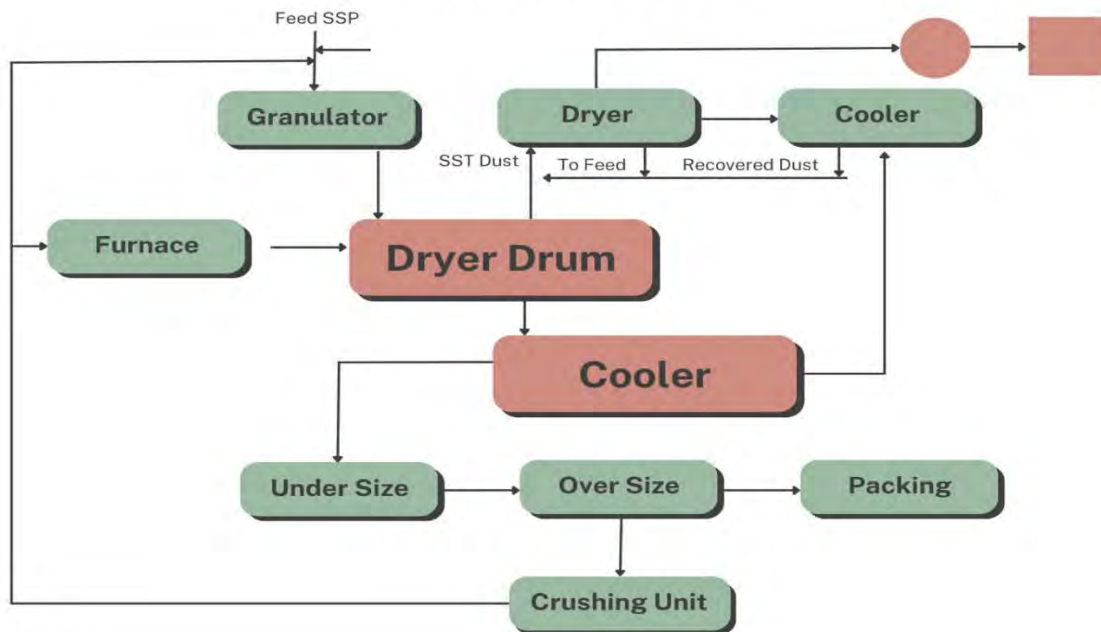 Feed SSP
Granulator
Dryer
Cooler
SST Dust
To Feed
Recovered Dust
Furnace
Dryer Drum
Cooler
Under Size
Over Size
Packing
Crushing Unit